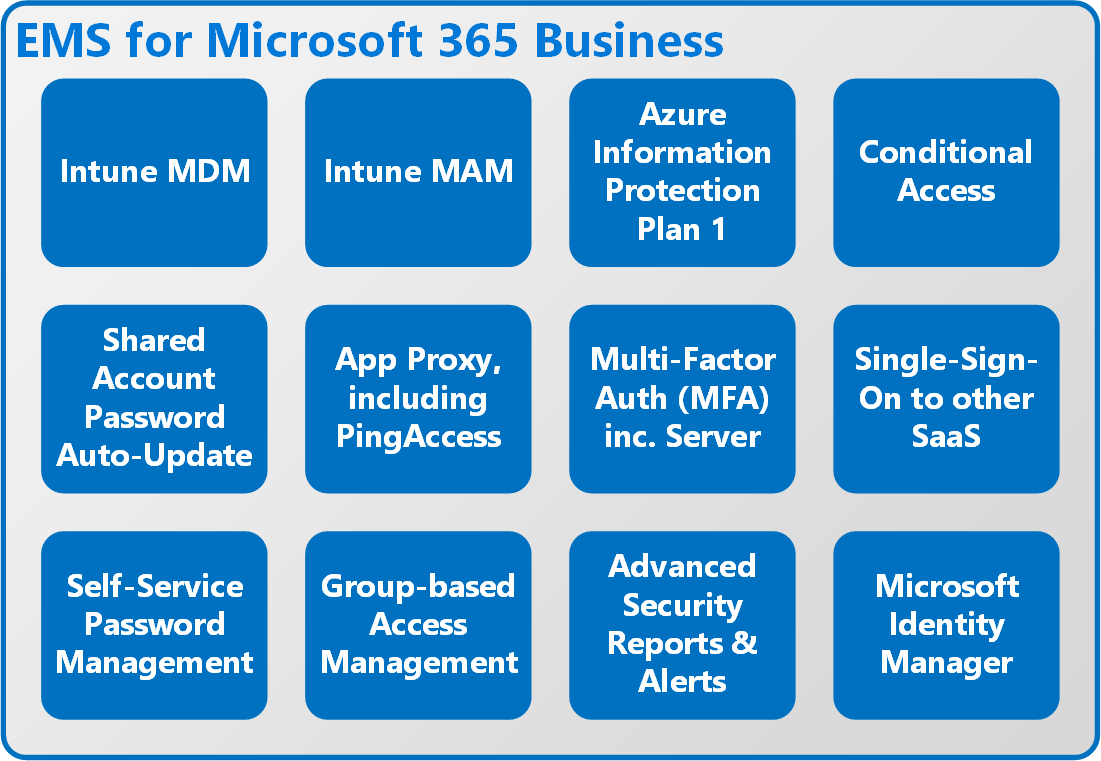 EMS for Microsoft 365 Business
Intune MDM
Intune MAM
Azure
Information
Protection
Plan 1
Conditional
Access
Shared
Account
Password
Auto-Update
App Proxy,
including
PingAccess
Multi-Factor
Auth (MFA)
inc. Server
Single-Sign-
On to other
SaaS
Self-Service
Password
Management
Group-based
Access
Management
Advanced
Security
Reports &
Alerts
Microsoft
Identity
Manager